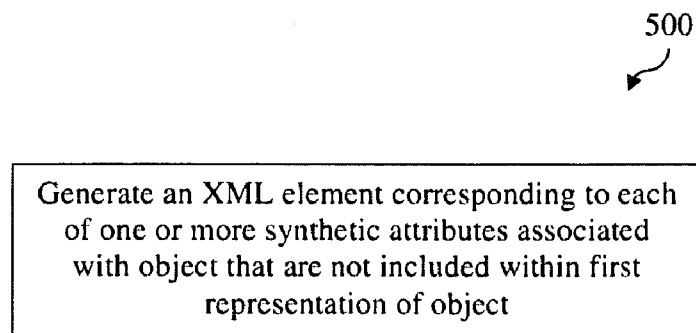 500
Generate an XML element corresponding to each
of one or more synthetic attributes associated
with object that are not included within first
representation of object